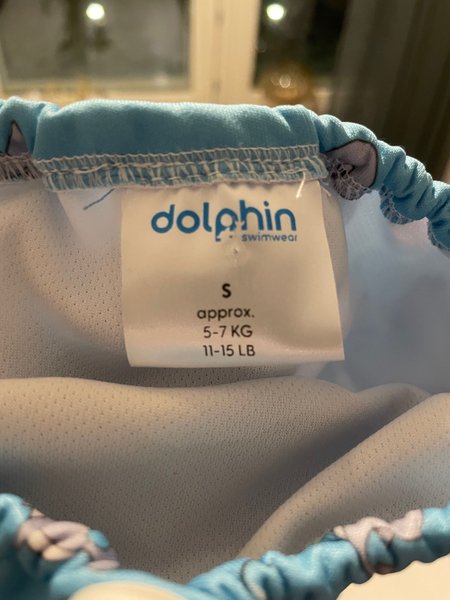 dolphin
swimwear
S
approx.
5-7 KG
11-15 LB